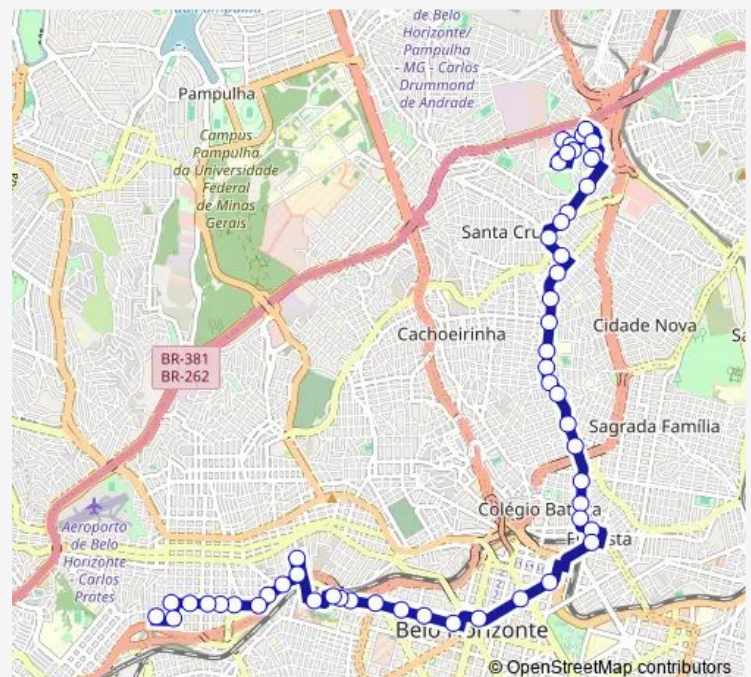 de Belo
Horizonte/
Pampulha
- MG - Carlos
Drummond
de Andrade
Pampulha
Campus
Pampulha
da Universidade
Federal
de Minas
Gerais
Santa Cru
Cachoeirinha
Cidade Nova
BR-381
BR-262
Sagrada Família
Colégio Bat
Aeroporto
de Belo
Horizonte
Carlos
Prates
sta
Belo Horizonte
© OpenStreetMap contributors